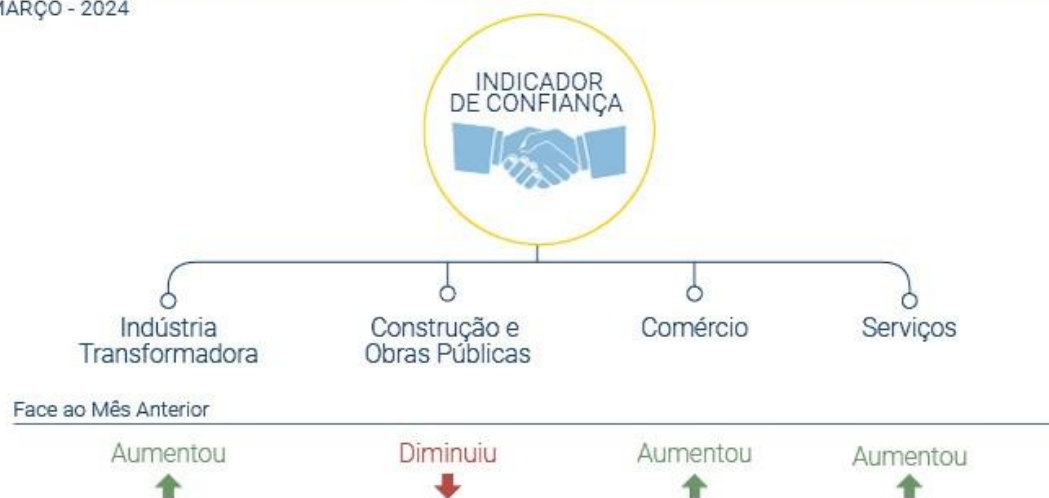 MARÇO - 2024
INDICADOR
DE CONFIANÇA
Indústria
Transformadora
Construção e
Obras Públicas
Comércio
Serviços
Face ao Mês Anterior
Aumentou
Diminuiu
Aumentou
Aumentou